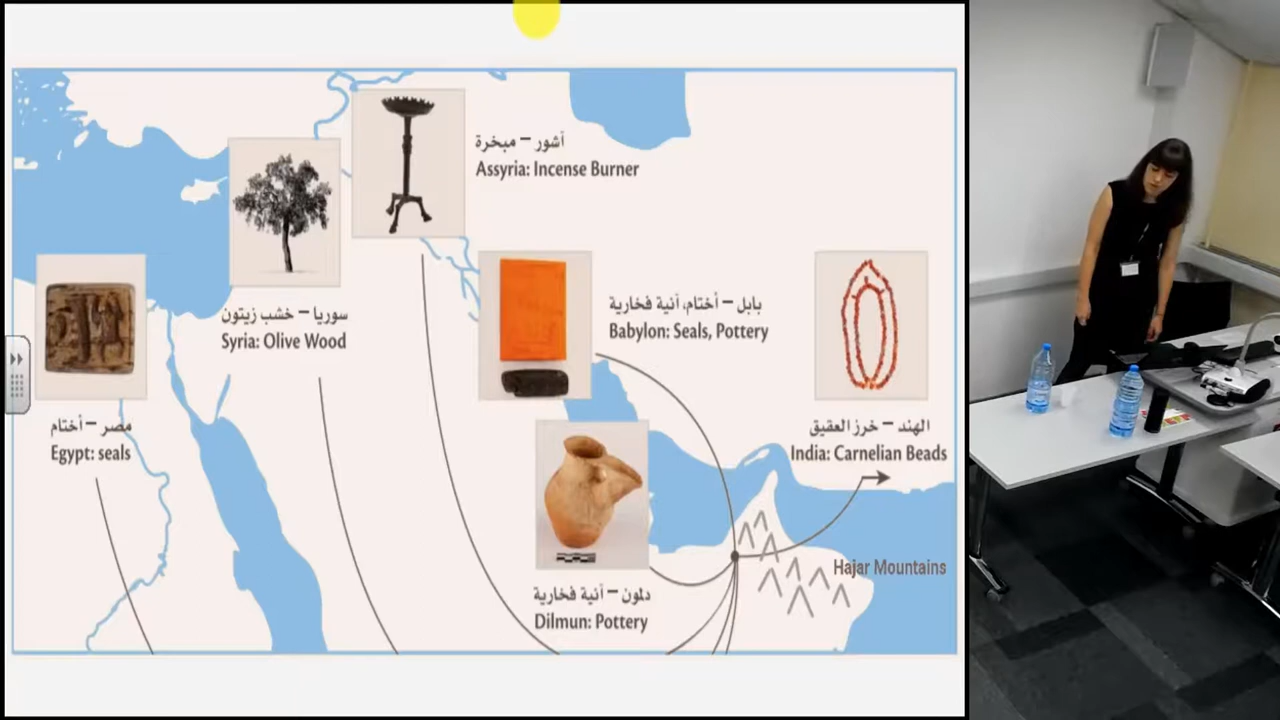 آشور – مبخرة
Assyria: Incense Burner
سوريا – خشب زيتون
Syria: Olive Wood
بابل – أختام، آنية فخارية
Babylon: Seals, Pottery
مصر – أختام
Egypt: seals
الهند – خرز العقيق
India: Carnelian Beads
Hajar Mountains
دلمون – آنية فخارية
Dilmun: Pottery